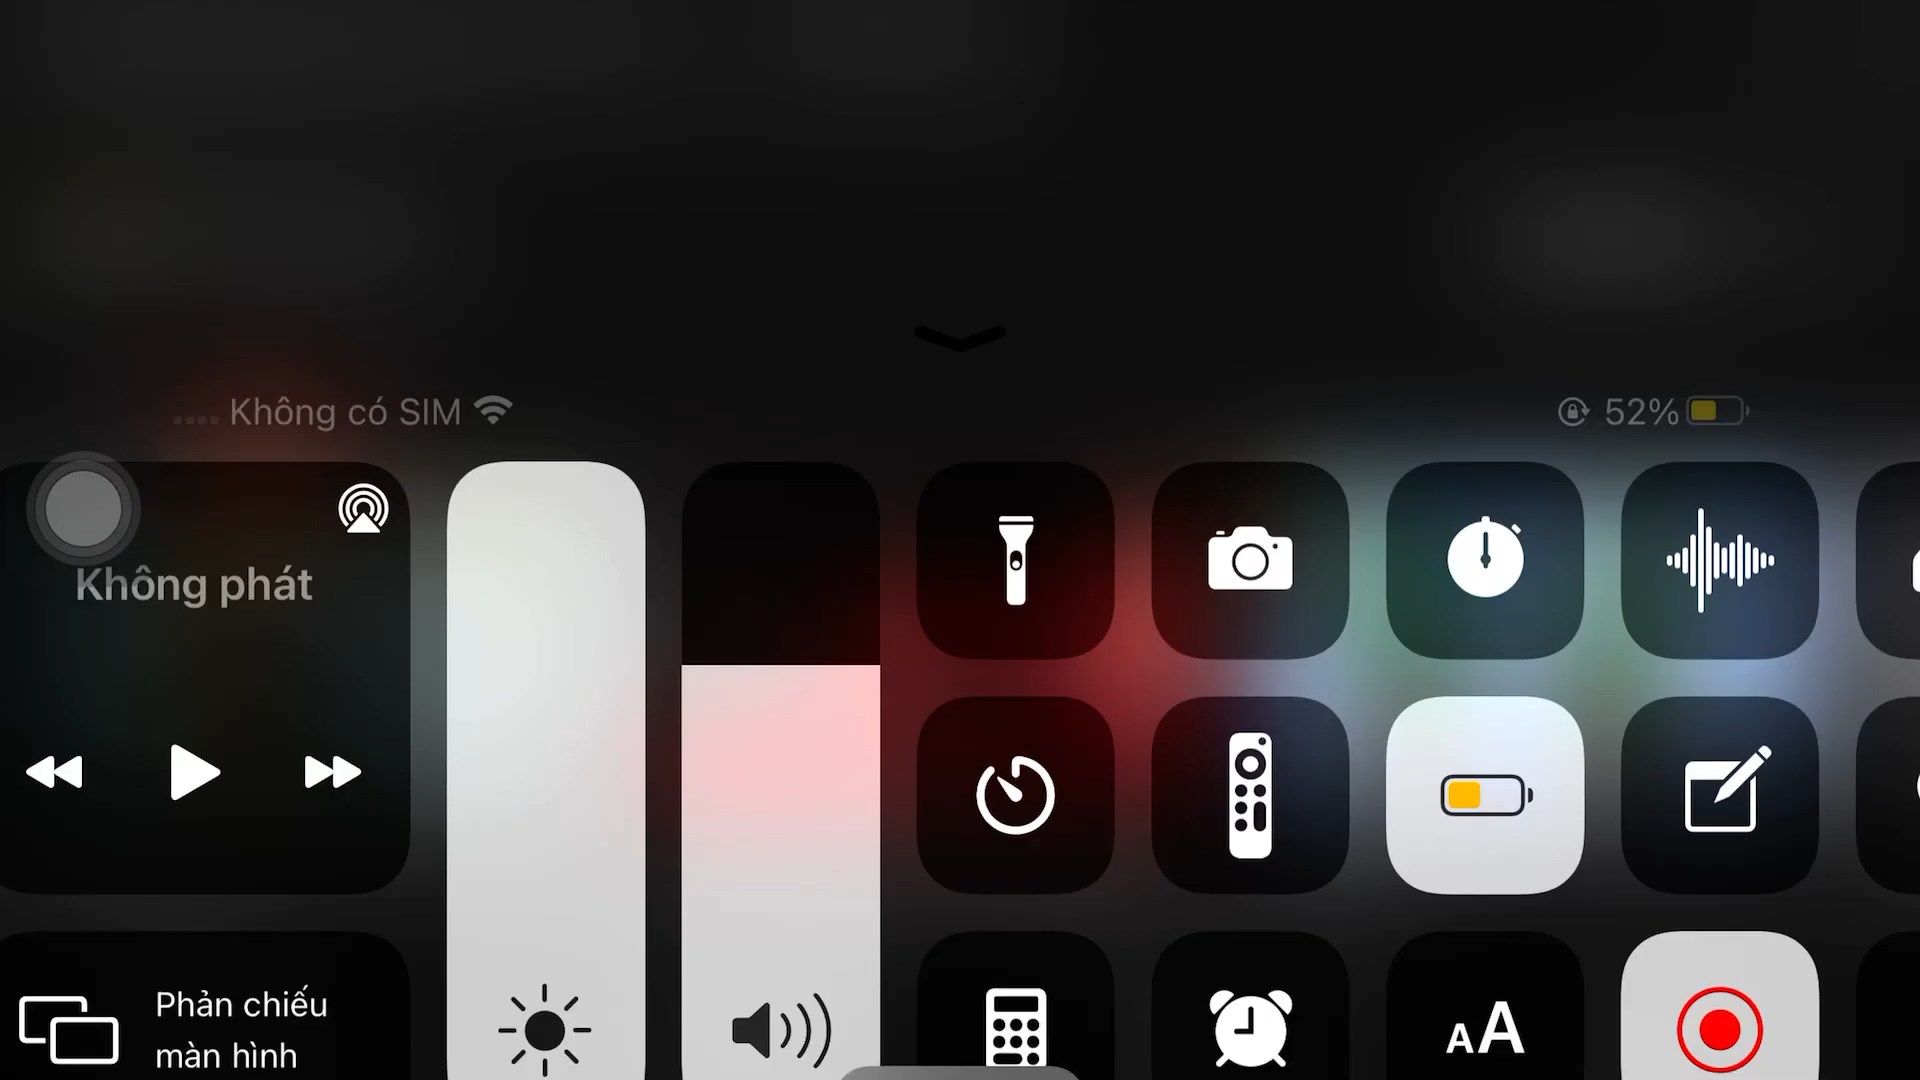 Không có SIM
52%
Không phát
Phản chiếu
màn hình
AA